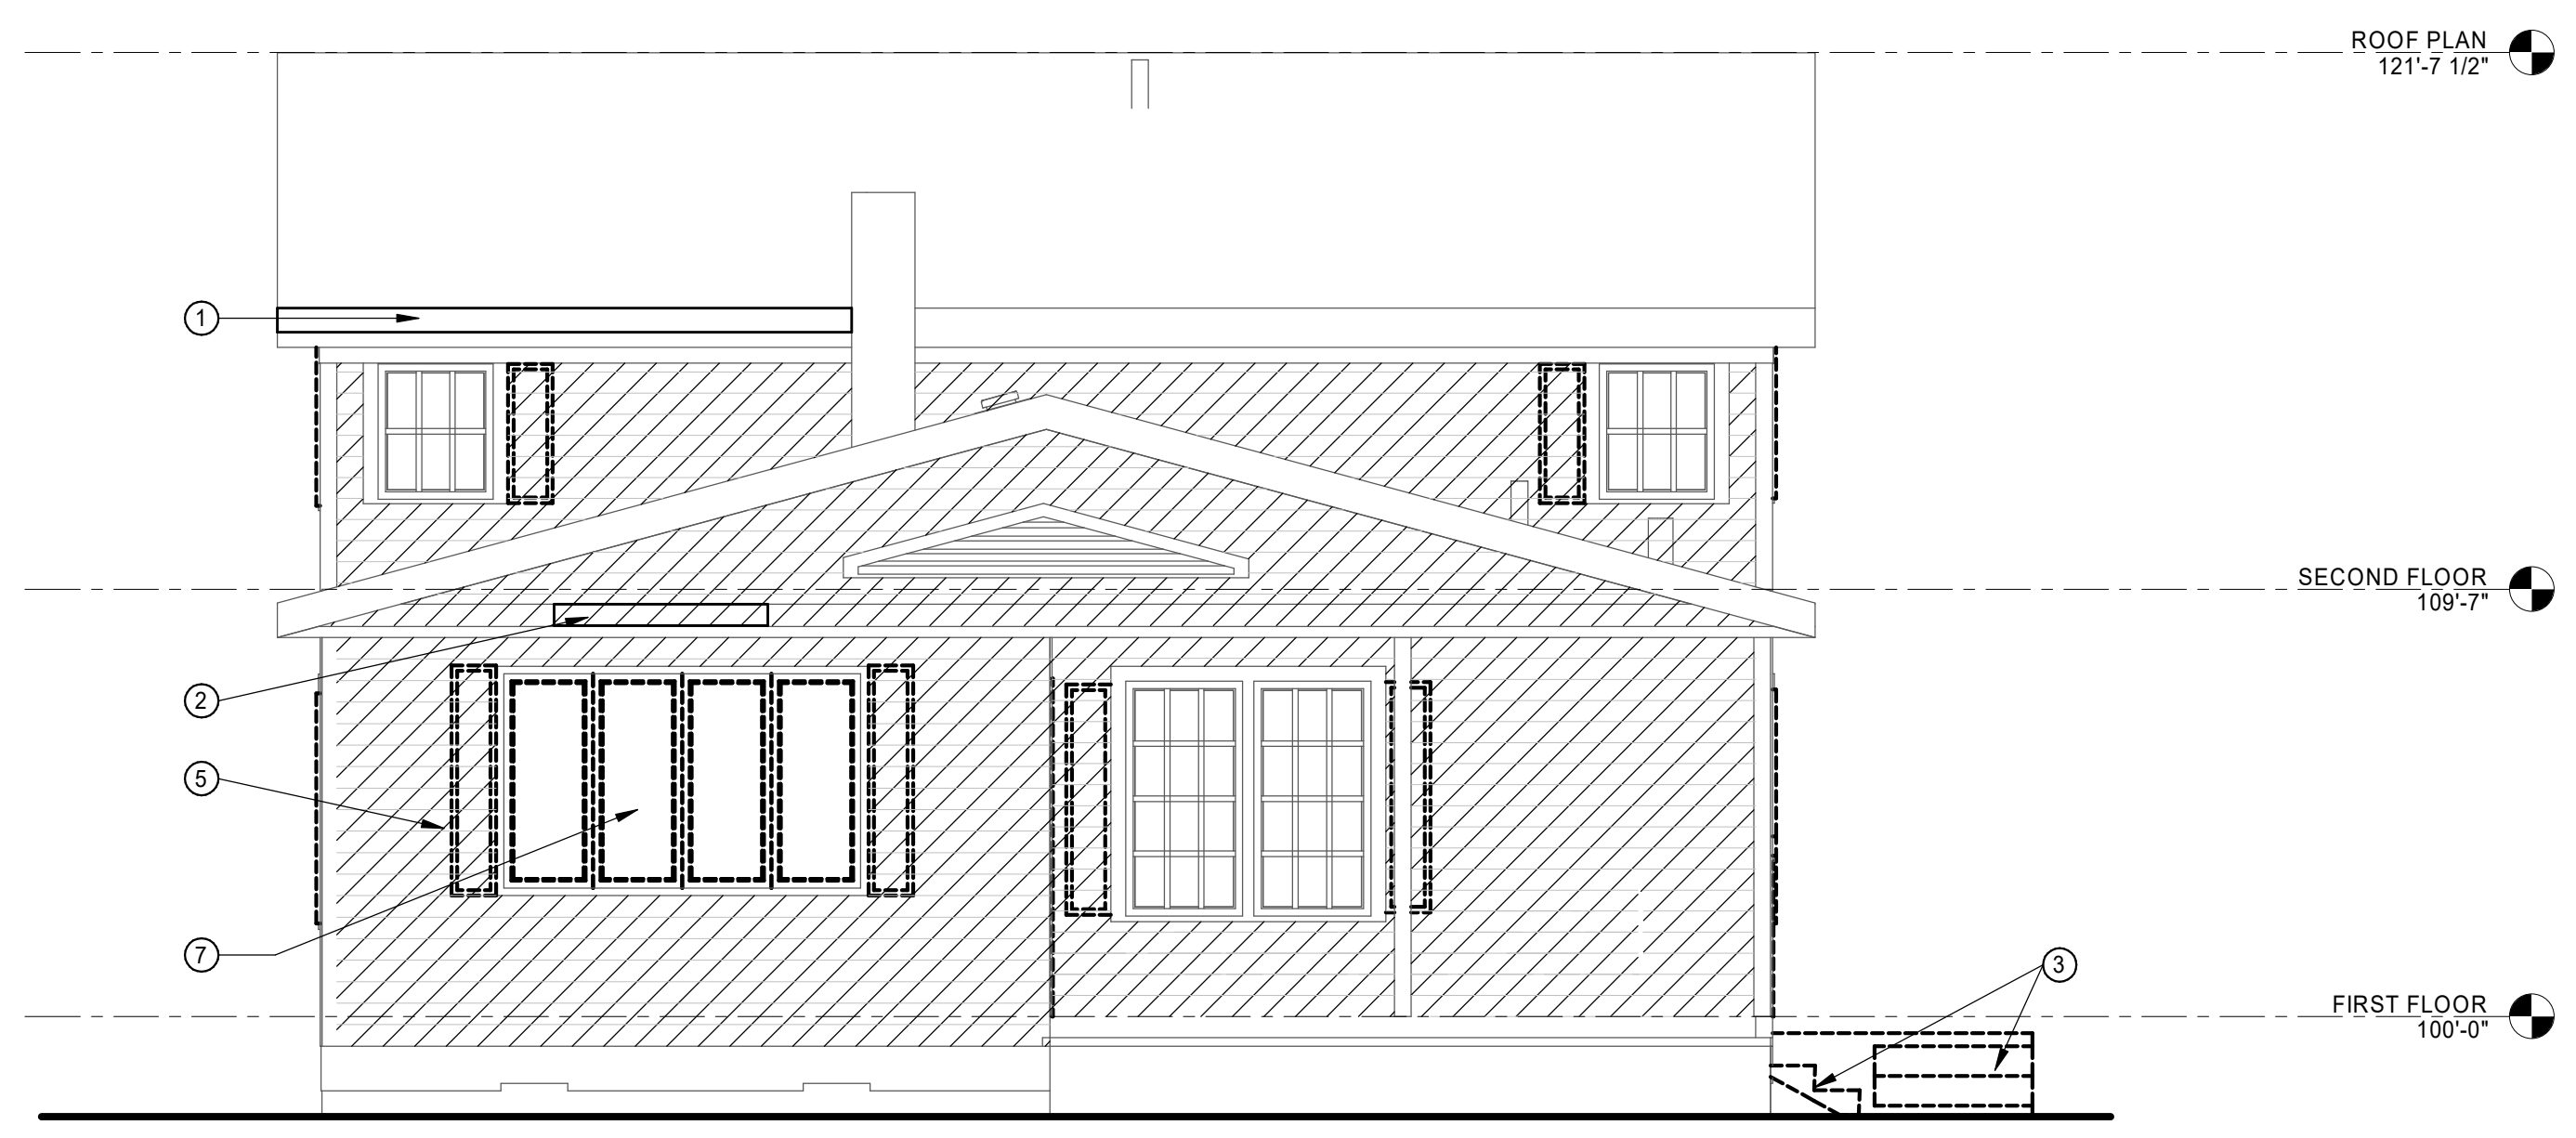 ROOF PLAN
121'-7 1/2"
1
SECOND FLOOR
109'-7"
2
5
7
3
FIRST FLOOR
100'-0"